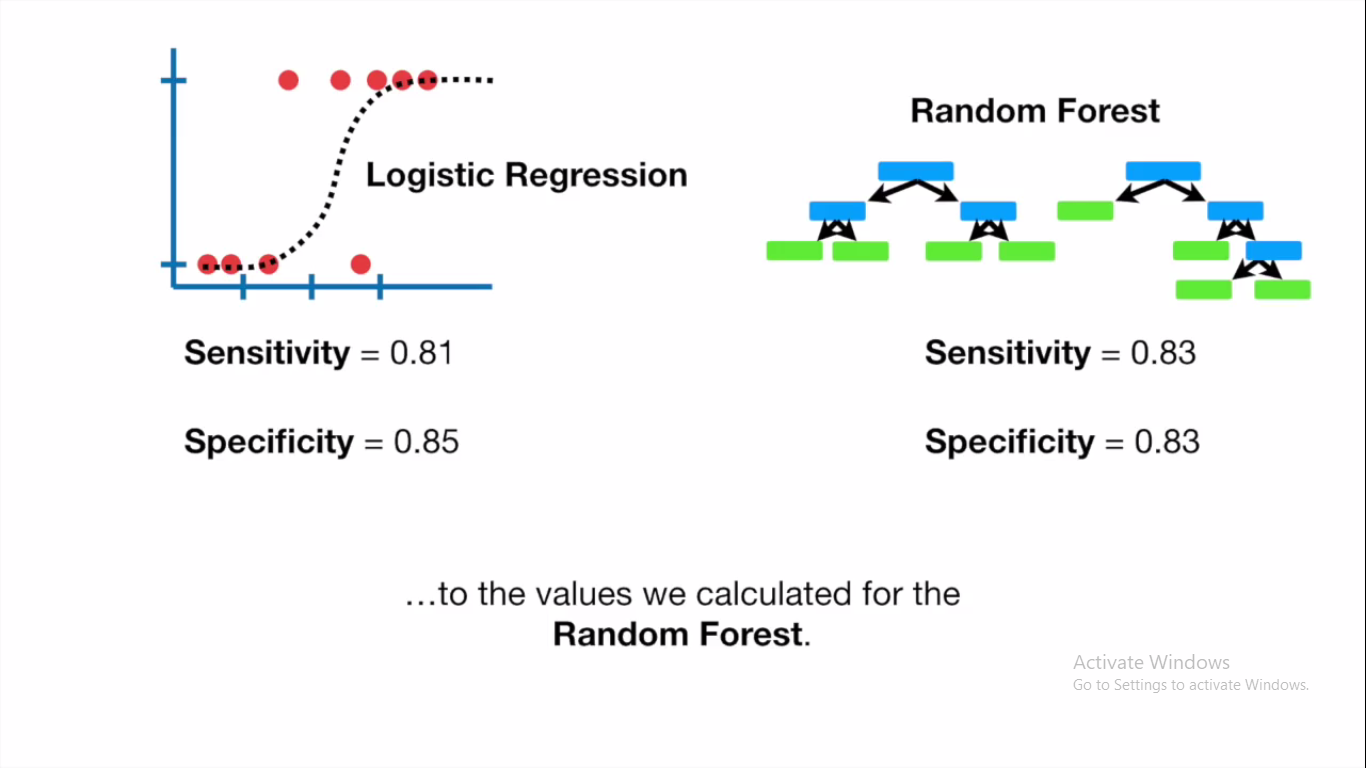 Random Forest
Logistic Regression
Sensitivity = 0.81
Sensitivity = 0.83
Specificity = 0.85
Specificity = 0.83
…to the values we calculated for the
Random Forest.
Activate Windows
Go to Settings to activate Windows.